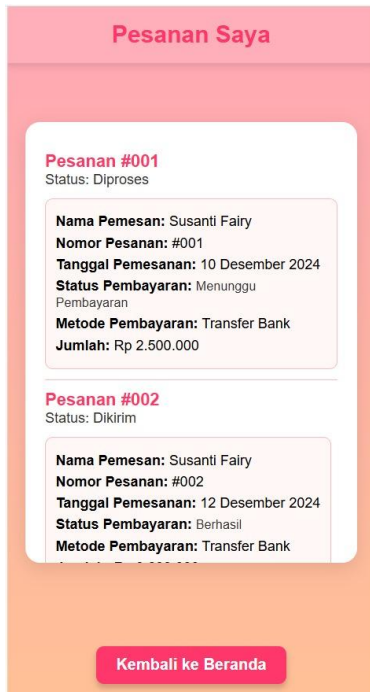 Pesanan Saya
Pesanan #001
Status: Diproses
Nama Pemesan: Susanti Fairy
Nomor Pesanan: #001
Tanggal Pemesanan: 10 Desember 2024
Status Pembayaran: Menunggu
Pembayaran
Metode Pembayaran: Transfer Bank
Jumlah: Rp 2.500.000
Pesanan #002
Status: Dikirim
Nama Pemesan: Susanti Fairy
Nomor Pesanan: #002
Tanggal Pemesanan: 12 Desember 2024
Status Pembayaran: Berhasil
Metode Pembayaran: Transfer Bank
Kembali ke Beranda